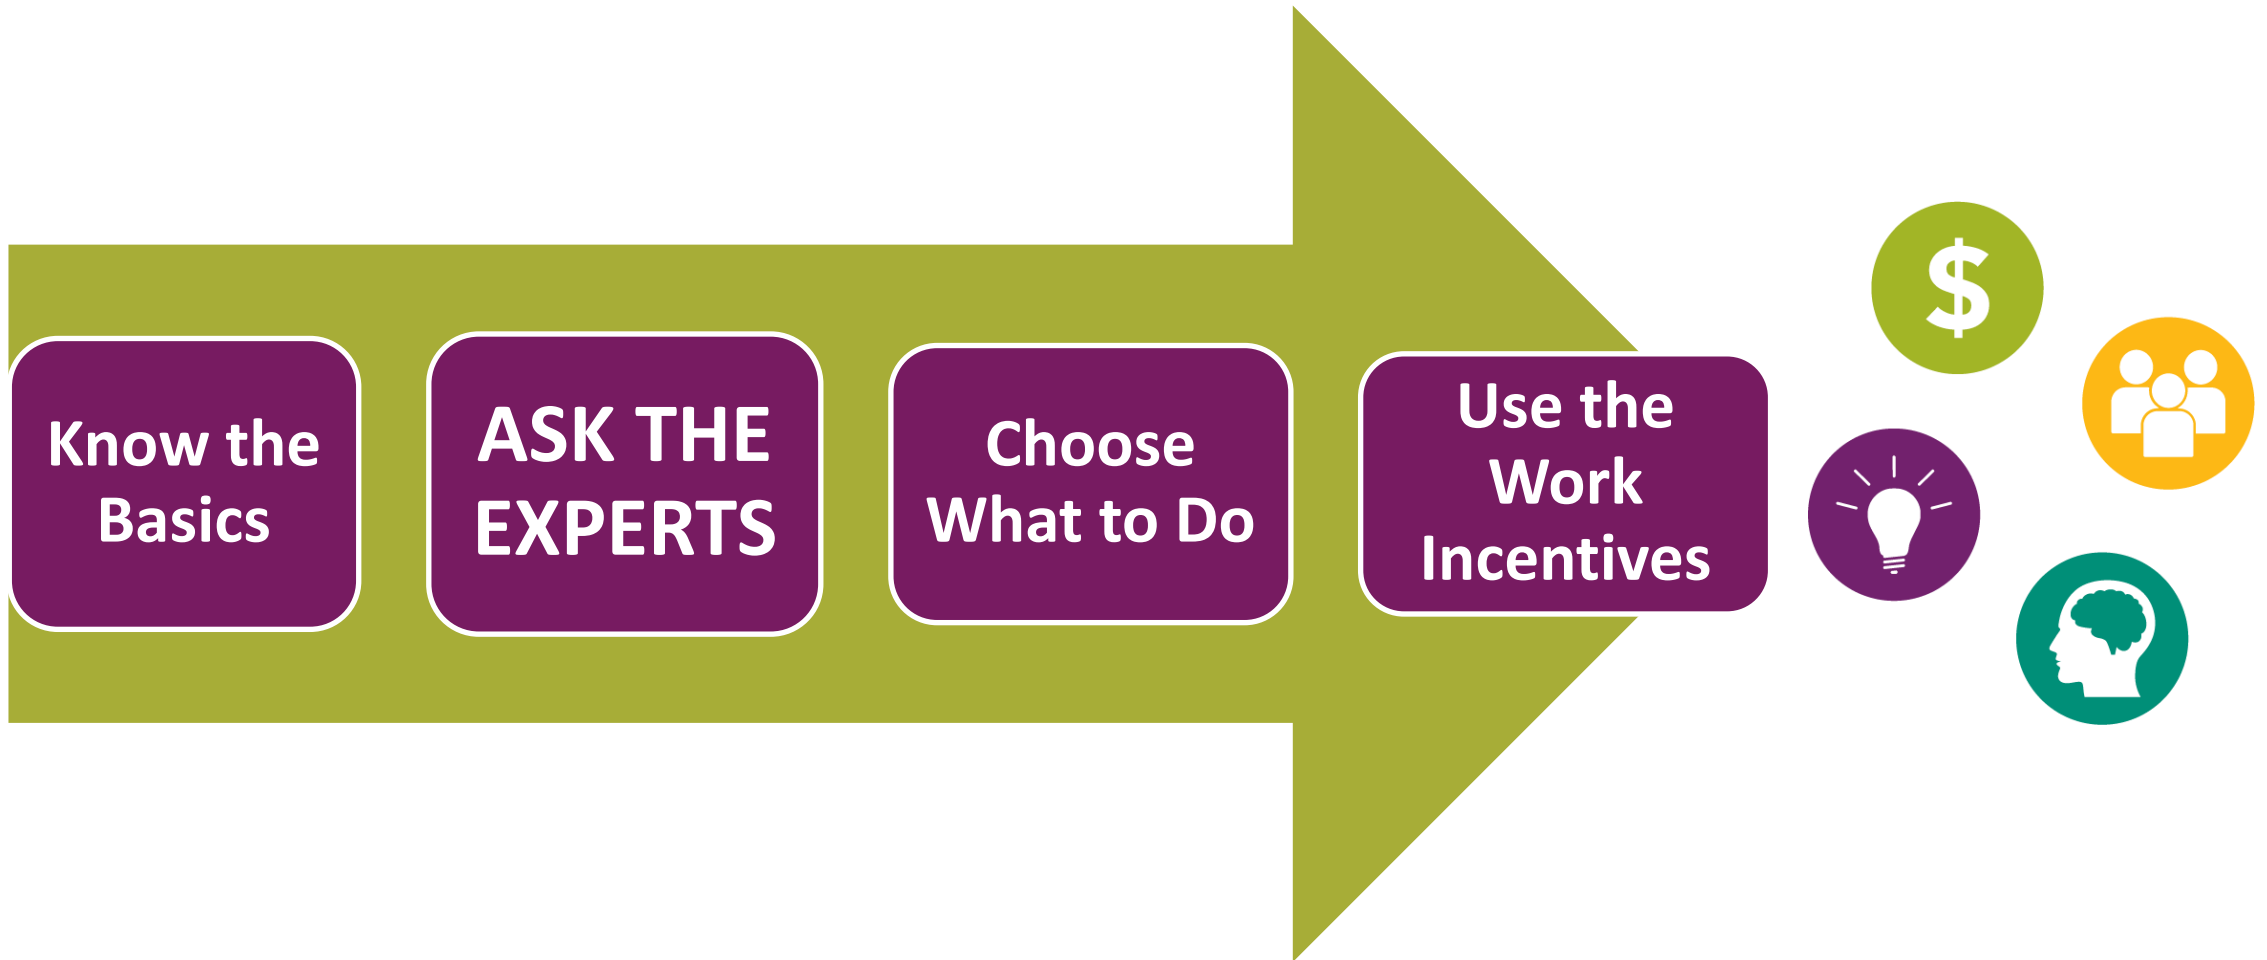 Know the
Basics
ASK THE
EXPERTS
Choose
What to Do
Use the
Work
Incentives
$